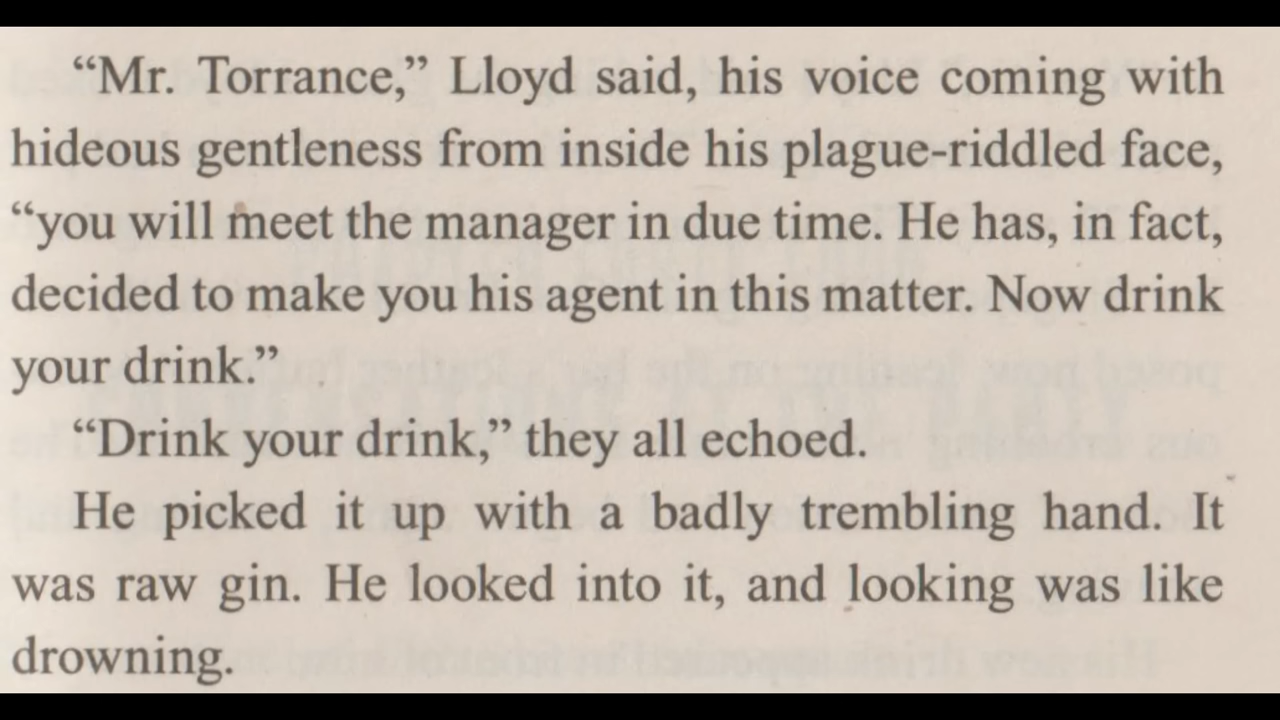 “Mr. Torrance,” Lloyd said, his voice coming with
hideous gentleness from inside his plague-riddled face,
“you will meet the manager in due time. He has, in fact,
decided to make you his agent in this matter. Now drink
your drink.”
“Drink your drink,” they all echoed.
He picked it up with a badly trembling hand. It
was raw gin. He looked into it, and looking was like
drowning.